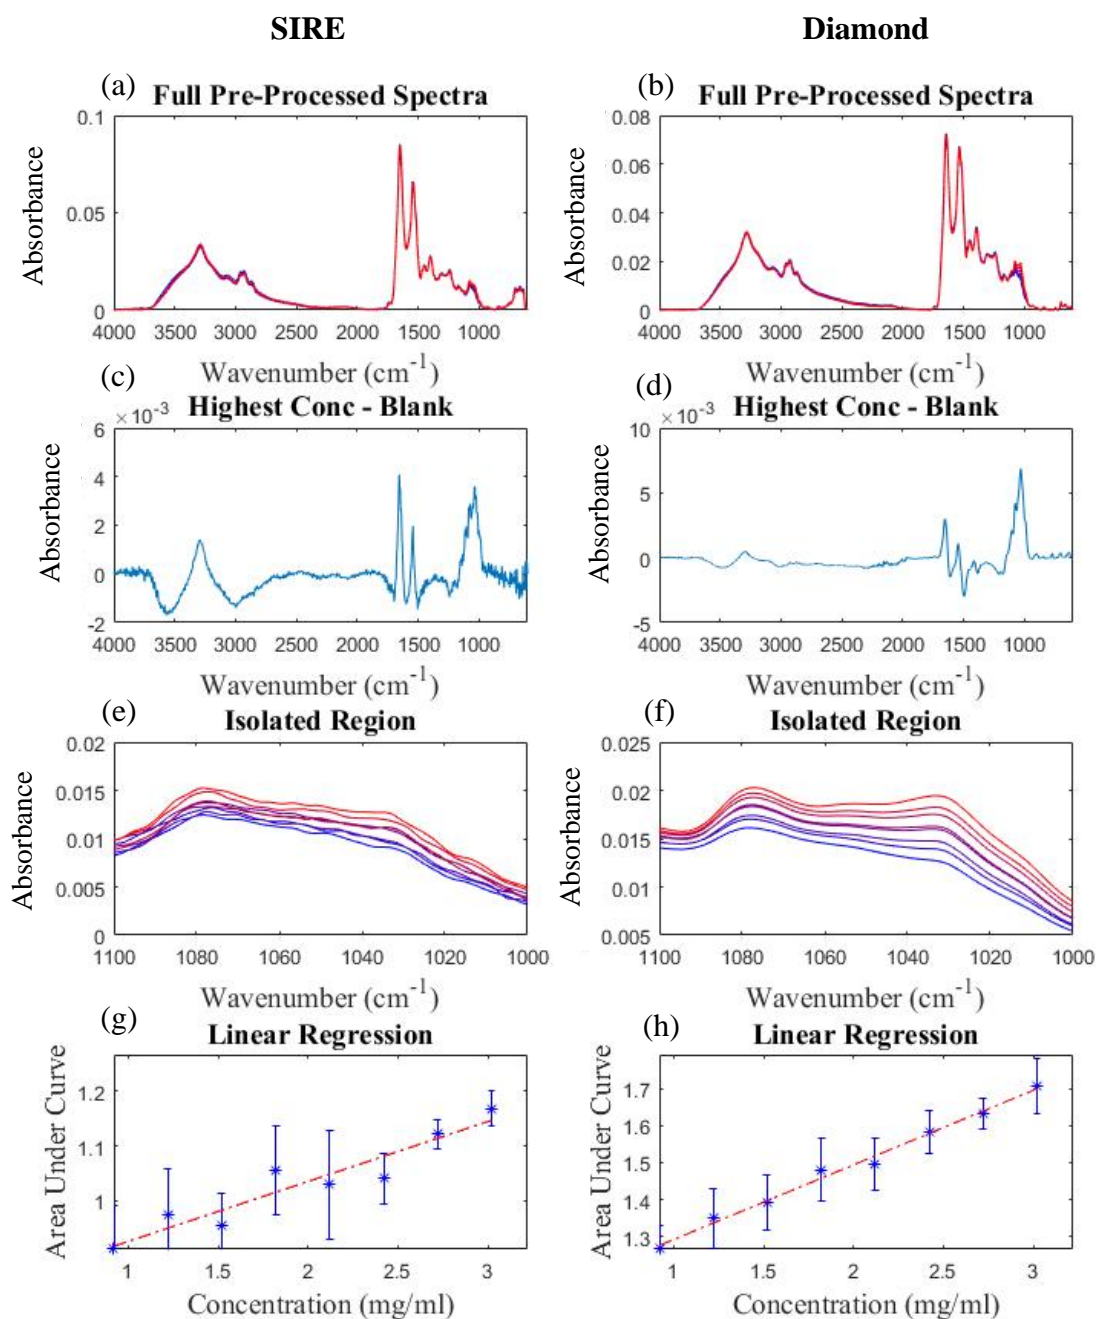 SIRE
Diamond
(a)
Full Pre-Processed Spectra
0.1
0.05
0
Absorbance
4000 3500 3000 2500 2000 1500 1000
Wavenumber (cm⁻¹)
(b)
Full Pre-Processed Spectra
0.08
0.06
0.04
0.02
0
Absorbance
4000 3500 3000 2500 2000 1500 1000
Wavenumber (cm⁻¹)
(c)
Highest Conc - Blank
× 10⁻³
6
4
2
0
-2
Absorbance
4000 3500 3000 2500 2000 1500 1000
Wavenumber (cm⁻¹)
(d)
Highest Conc - Blank
× 10⁻³
10
5
0
-5
Absorbance
4000 3500 3000 2500 2000 1500 1000
Wavenumber (cm⁻¹)
(e)
Isolated Region
0.02
0.015
0.01
0.005
0
Absorbance
1100 1080 1060 1040 1020 1000
Wavenumber (cm⁻¹)
(f)
Isolated Region
0.025
0.02
0.015
0.01
0.005
Absorbance
1100 1080 1060 1040 1020 1000
Wavenumber (cm⁻¹)
(g)
Linear Regression
1.2
1.1
1
Area Under Curve
1 1.5 2 2.5 3
Concentration (mg/ml)
(h)
Linear Regression
1.7
1.6
1.5
1.4
1.3
Area Under Curve
1 1.5 2 2.5 3
Concentration (mg/ml)